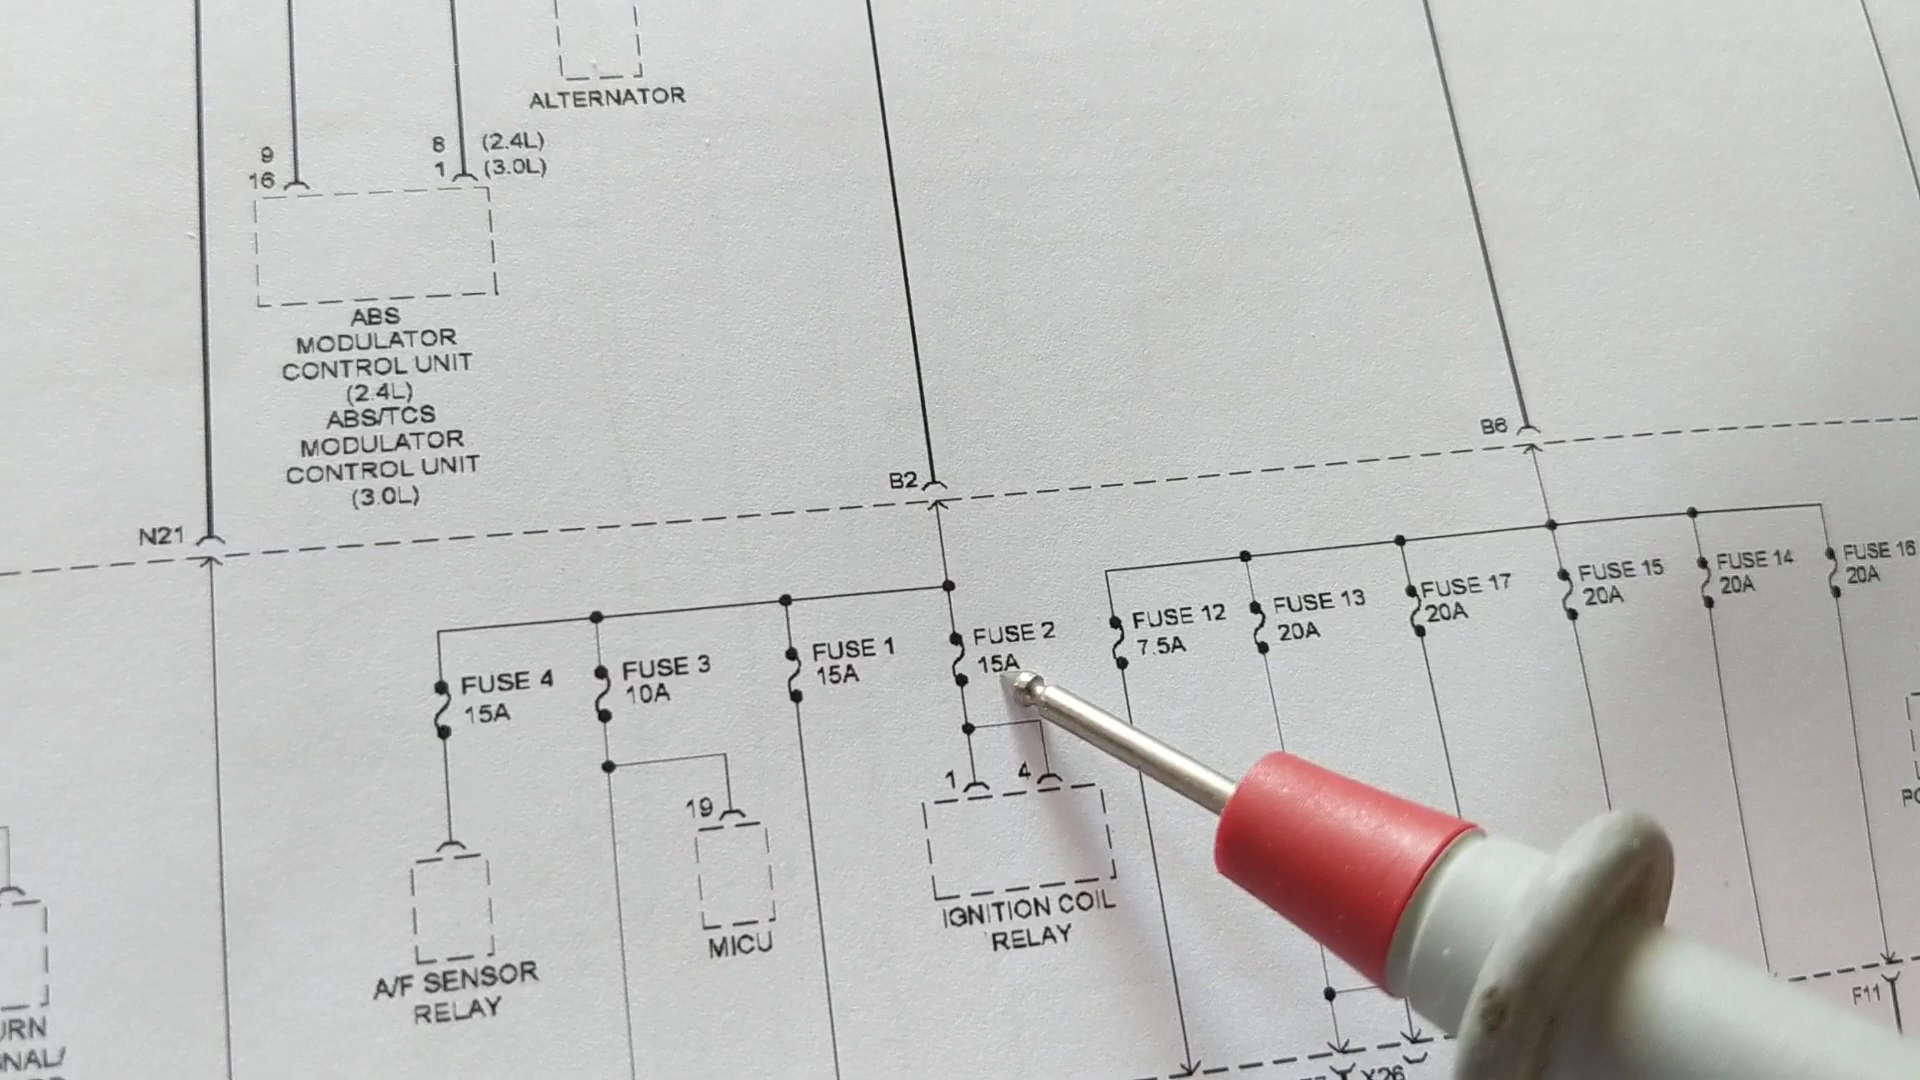 ALTERNATOR
9
16
8
1
(2.4L)
(3.0L)
ABS
MODULATOR
CONTROL UNIT
(2.4L)
ABS/TCS
MODULATOR
CONTROL UNIT
(3.0L)
N21
B2
B6
FUSE 4
15A
FUSE 3
10A
FUSE 1
15A
FUSE 2
15A
FUSE 12
7.5A
FUSE 13
20A
FUSE 17
20A
FUSE 15
20A
FUSE 14
20A
FUSE 16
20A
19
1
4
A/F SENSOR
RELAY
MICU
IGNITION COIL
RELAY
F11
X26